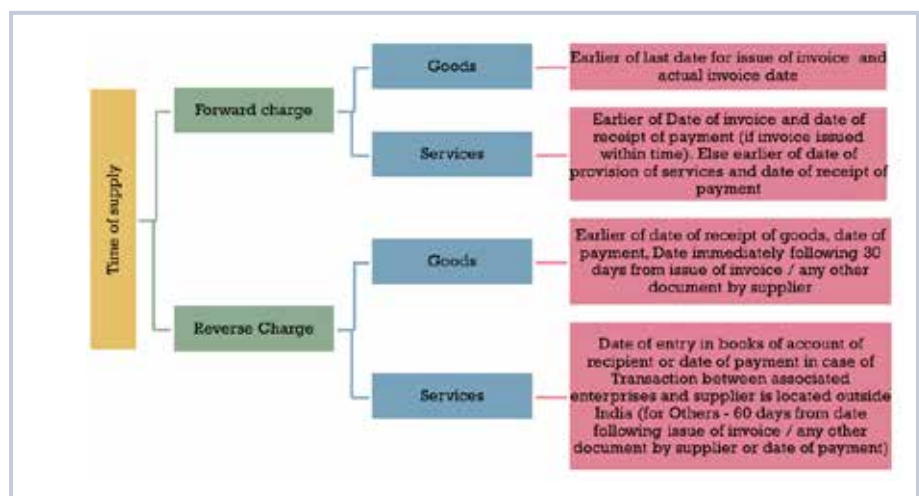 Time of supply
Forward charge
Goods
Earlier of last date for issue of invoice and
actual invoice date
Services
Earlier of Date of invoice and date of
receipt of payment (if invoice issued
within time). Else earlier of date of
provision of services and date of receipt of
payment
Reverse Charge
Goods
Earlier of date of receipt of goods, date of
payment, Date immediately following 30
days from issue of invoice / any other
document by supplier
Services
Date of entry in books of account of
recipient or date of payment in case of
Transaction between associated
enterprises and supplier is located outside
India (for Others - 60 days from date
following issue of invoice / any other
document by supplier or date of payment)